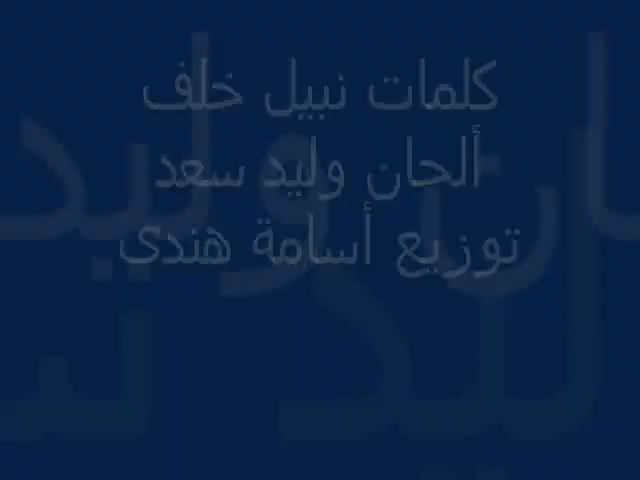 كلمات نبيل خلف
ألحان وليد سعد
توزيع أسامة هندى